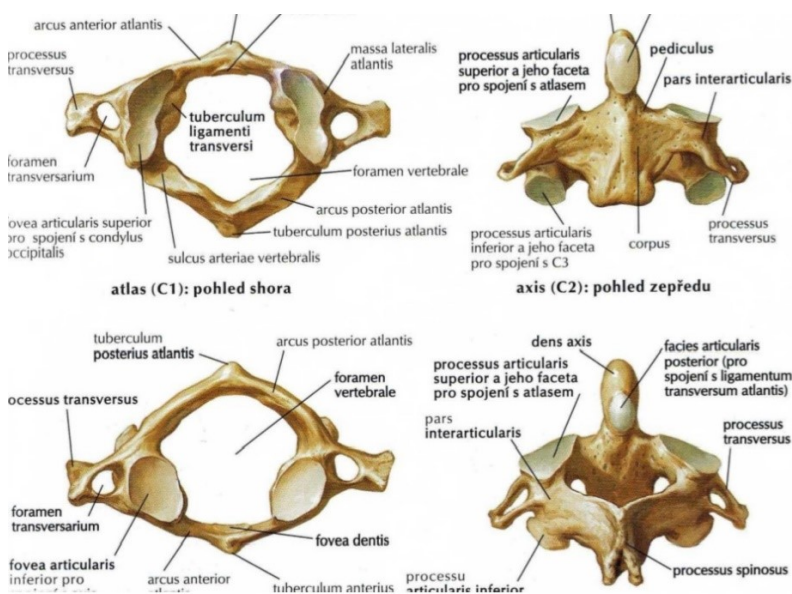 arcus anterior atlantis
processus
transversus
massa lateralis
atlantis
tuberculum
ligamenti
transversi
foramen
transversarium
foramen vertebrale
arcus posterior atlantis
tuberculum posterius atlantis
fovea articularis superior
pro spojení s condylus
occipitalis
sulcus arteriae vertebralis
atlas (C1): pohled shora
processus articularis
superior a jeho faceta
pro spojení s atlasem
pediculus
pars interarticularis
processus articularis
inferior a jeho faceta
pro spojení s C3
corpus
processus
transversus
axis (C2): pohled zepředu
tuberculum
posterius atlantis
arcus posterior atlantis
foramen
vertebrale
ocessus transversus
foramen
transversarium
fovea dentis
fovea articularis
inferior pro
arcus anterior
tuberculum anterius
dens axis
processus articularis
superior a jeho faceta
pro spojení s atlasem
facies articularis
posterior (pro
spojení s ligamentum
transversum atlantis)
pars
interarticularis
processus
transversus
processus spinosus
processu
articularis inferior